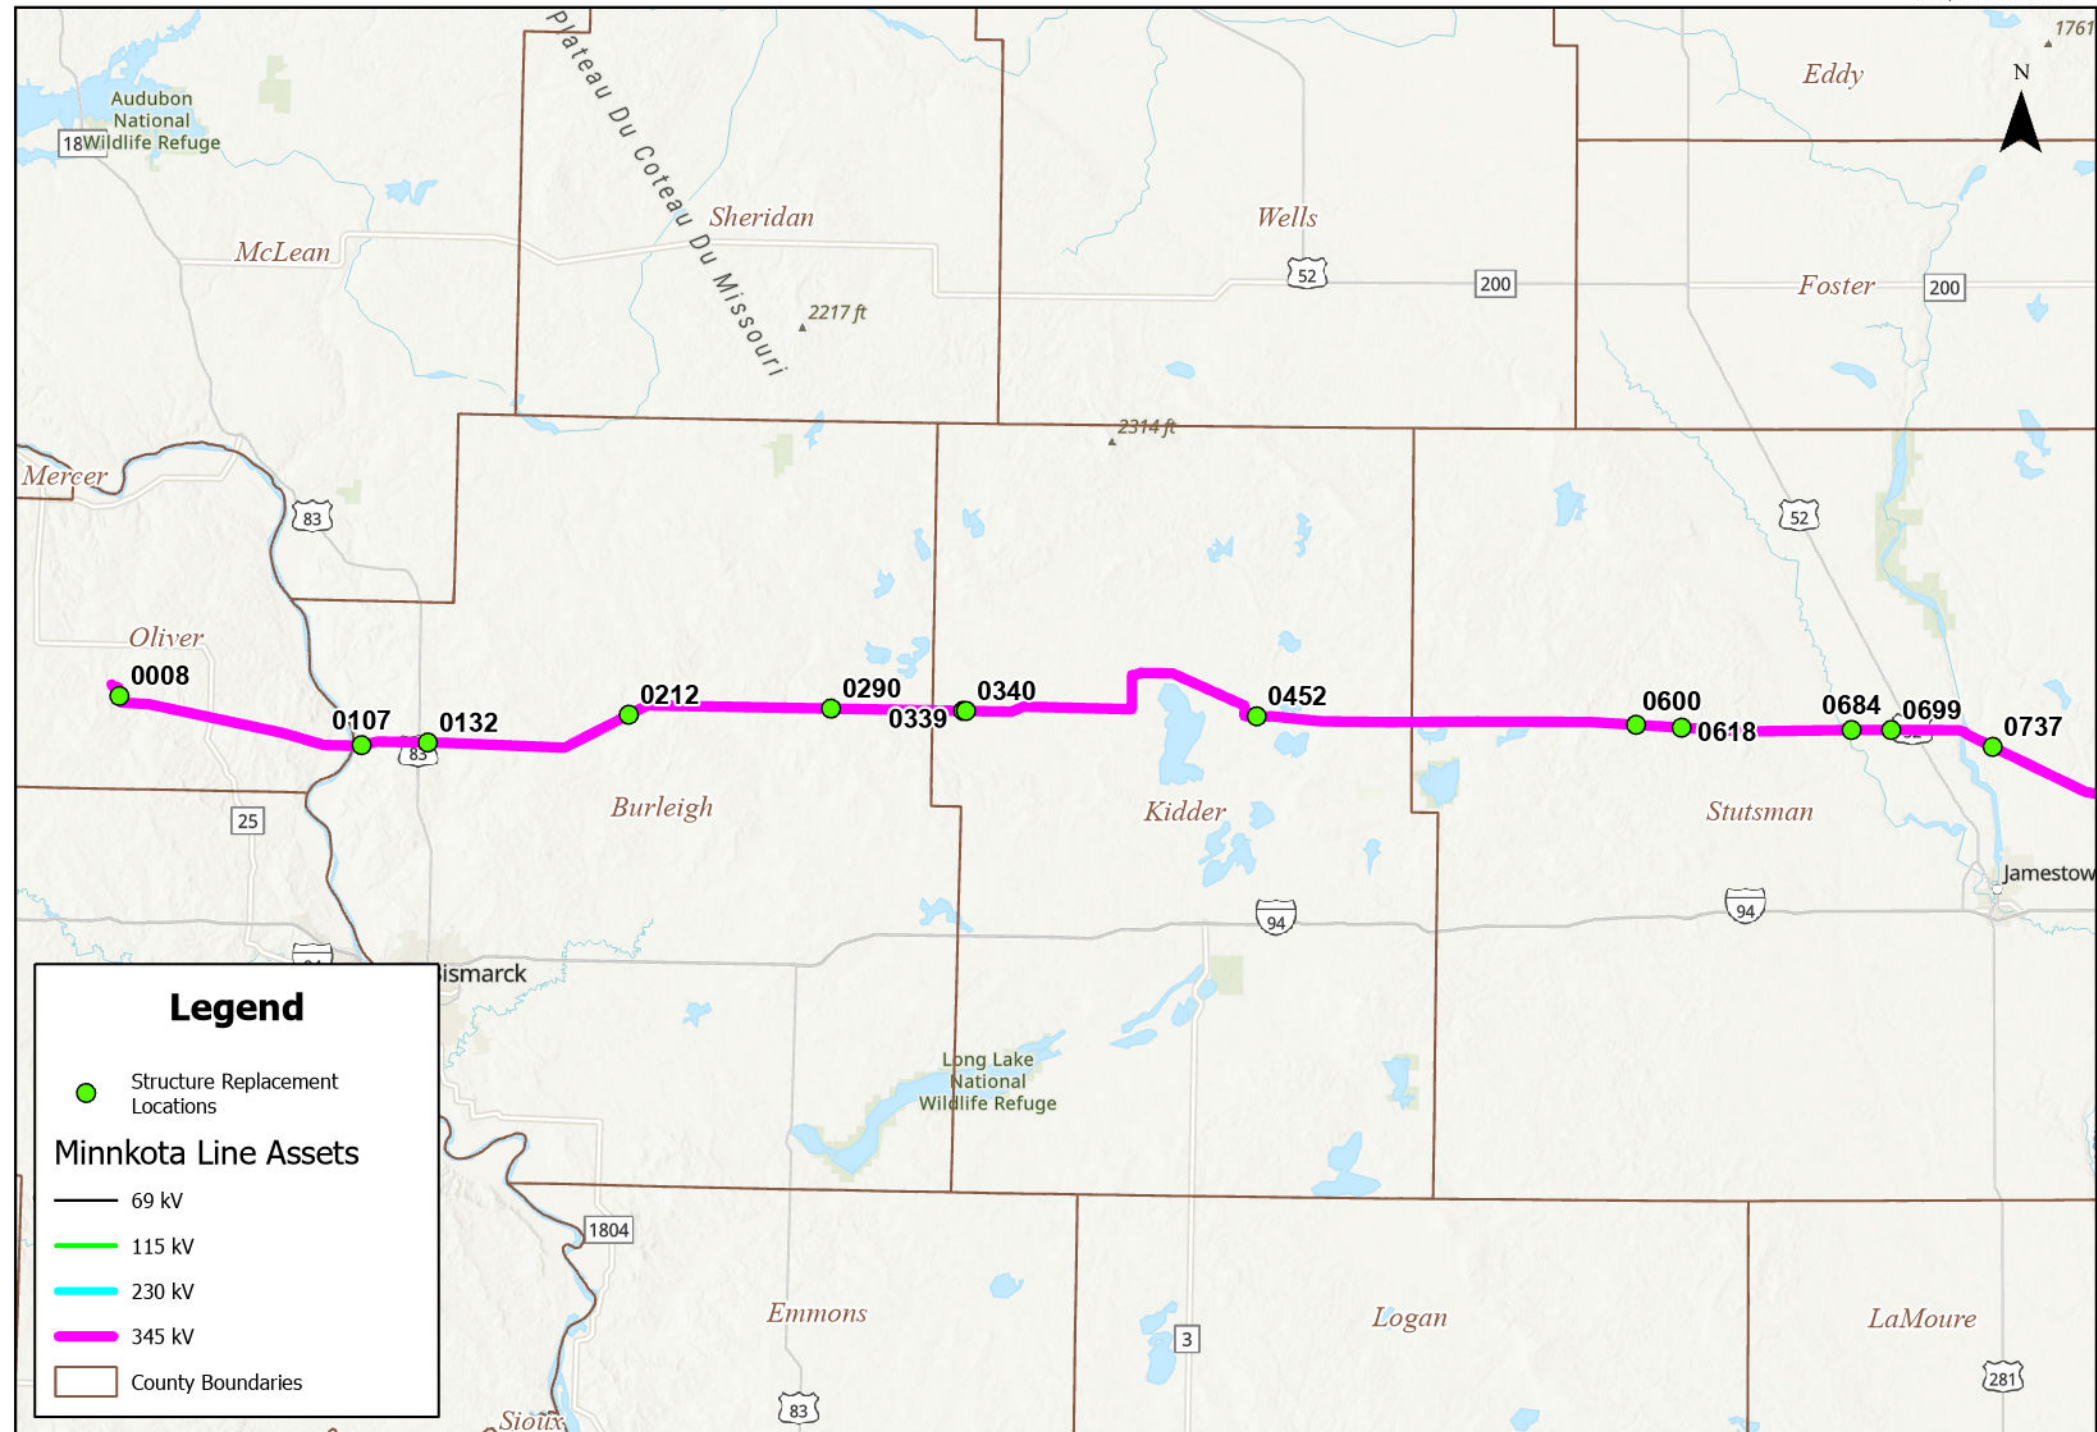 1761
Eddy
N
Audubon
National
Wildlife Refuge
18
Plateau Du Coteau Du Missouri
Sheridan
Wells
McLean
52
200
Foster
200
2217 ft
2314 ft
Mercer
83
52
Oliver
0008
0107
0132
83
0212
0290
0339
0340
0452
0600
0618
0684
0699
52
0737
25
Burleigh
Kidder
Stutsman
Jamestow
94
94
94
ismarck
Long Lake
National
Wildlife Refuge
1804
Emmons
Logan
LaMoure
3
281
83
Sioux
Legend
Structure Replacement
Locations
Minnkota Line Assets
69 kV
115 kV
230 kV
345 kV
County Boundaries